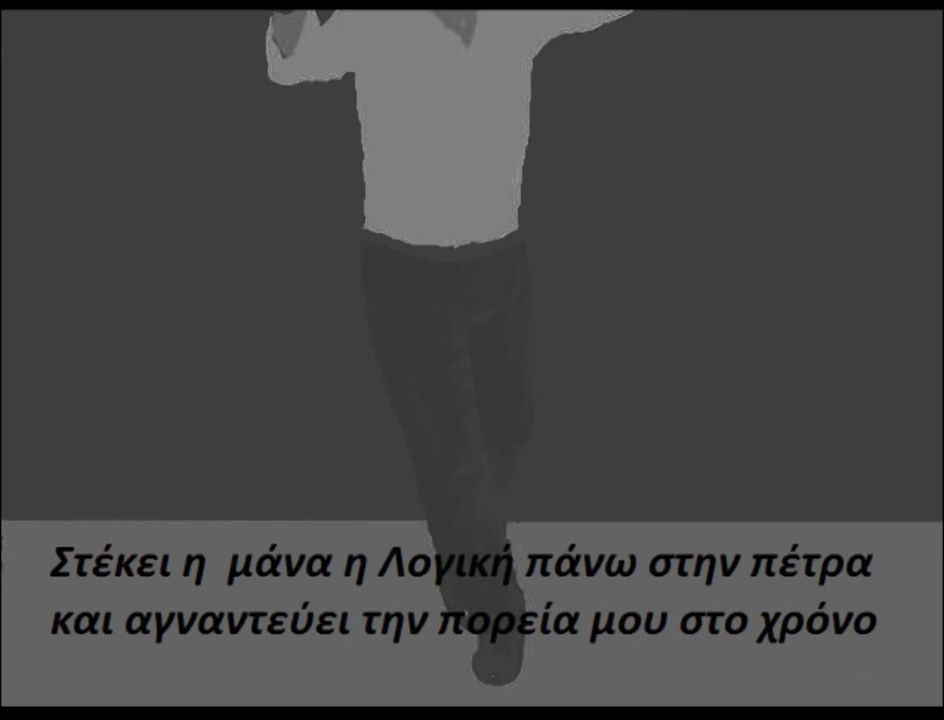 Στέκει η μάνα η Λογική πάνω στην πέτρα
και αγναντεύει την πορεία μου στο χρόνο